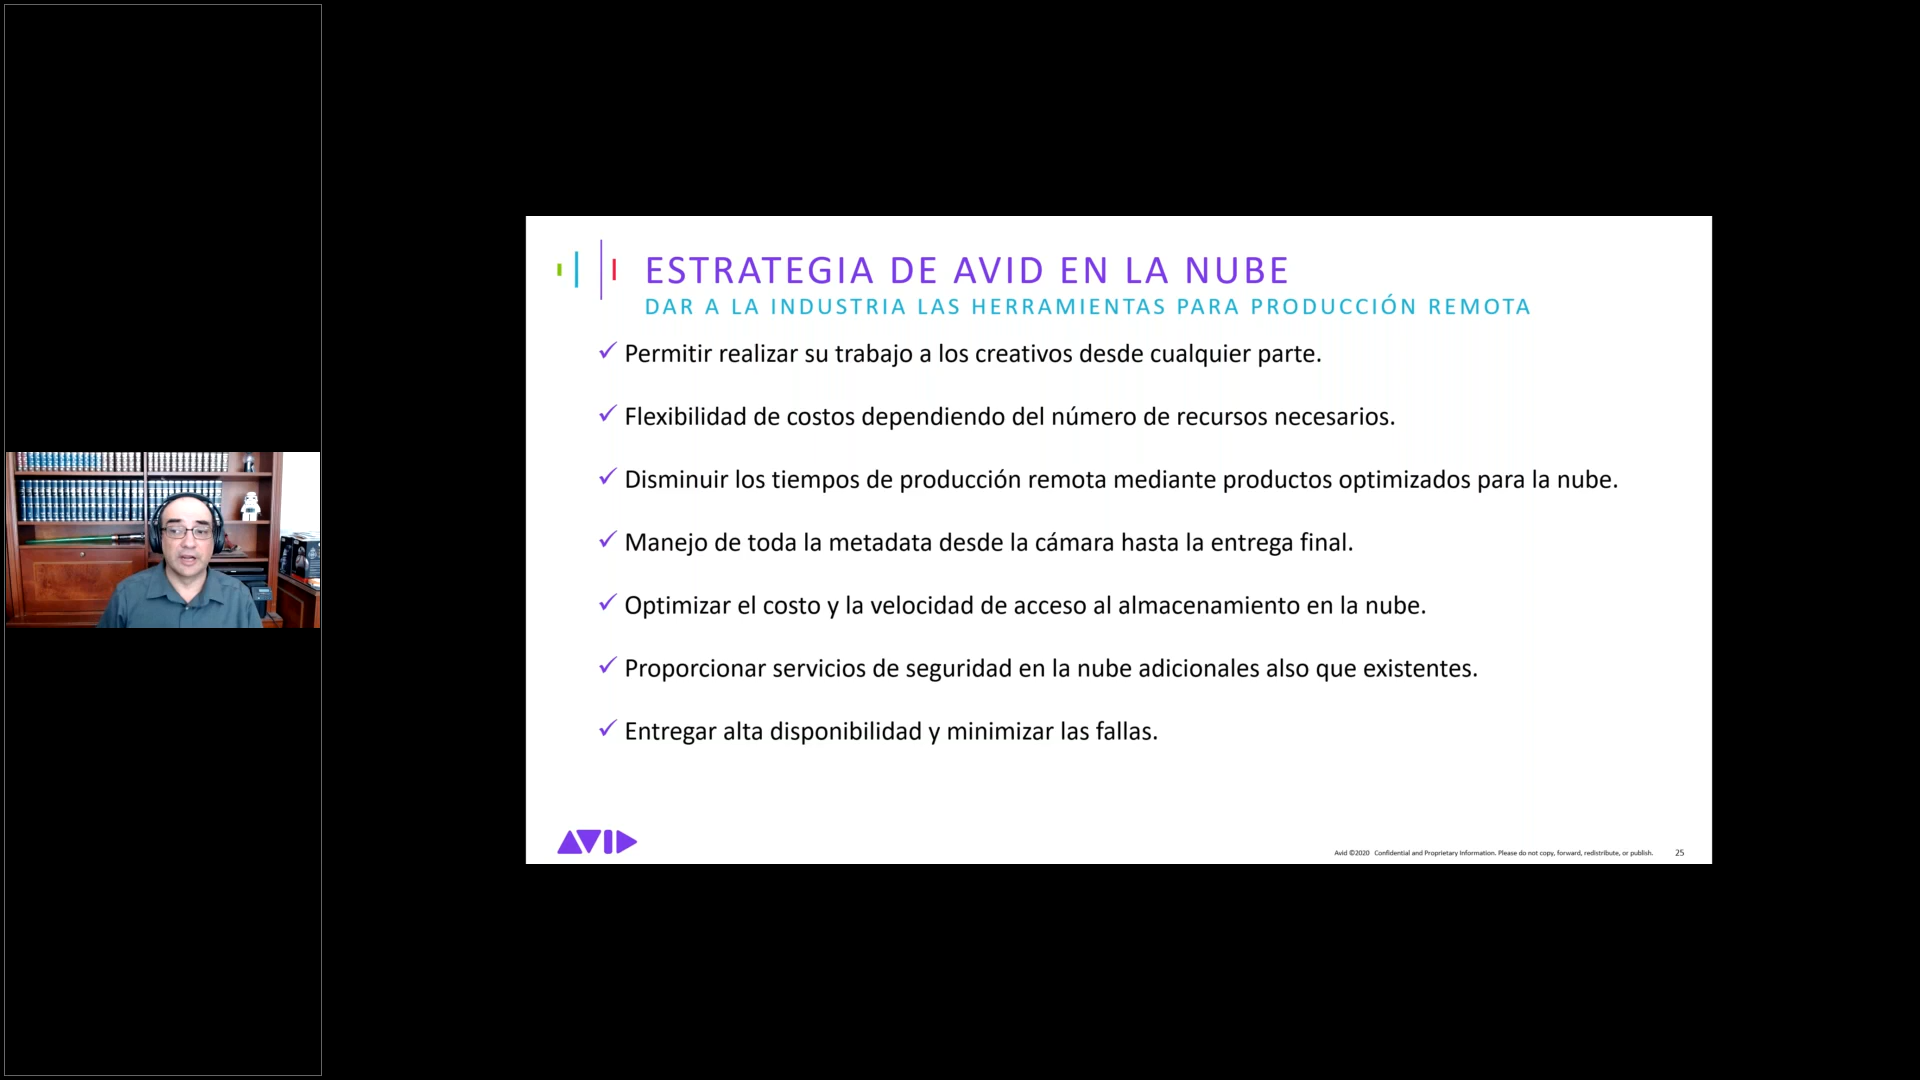 ESTRATEGIA DE AVID EN LA NUBE
DAR A LA INDUSTRIA LAS HERRAMIENTAS PARA PRODUCCIÓN REMOTA
✓ Permitir realizar su trabajo a los creativos desde cualquier parte.
✓ Flexibilidad de costos dependiendo del número de recursos necesarios.
✓ Disminuir los tiempos de producción remota mediante productos optimizados para la nube.
✓ Manejo de toda la metadata desde la cámara hasta la entrega final.
✓ Optimizar el costo y la velocidad de acceso al almacenamiento en la nube.
✓ Proporcionar servicios de seguridad en la nube adicionales also que existentes.
✓ Entregar alta disponibilidad y minimizar las fallas.
AVID
Avid ©2020 Confidential and Proprietary Information. Please do not copy, forward, redistribute, or publish. 25